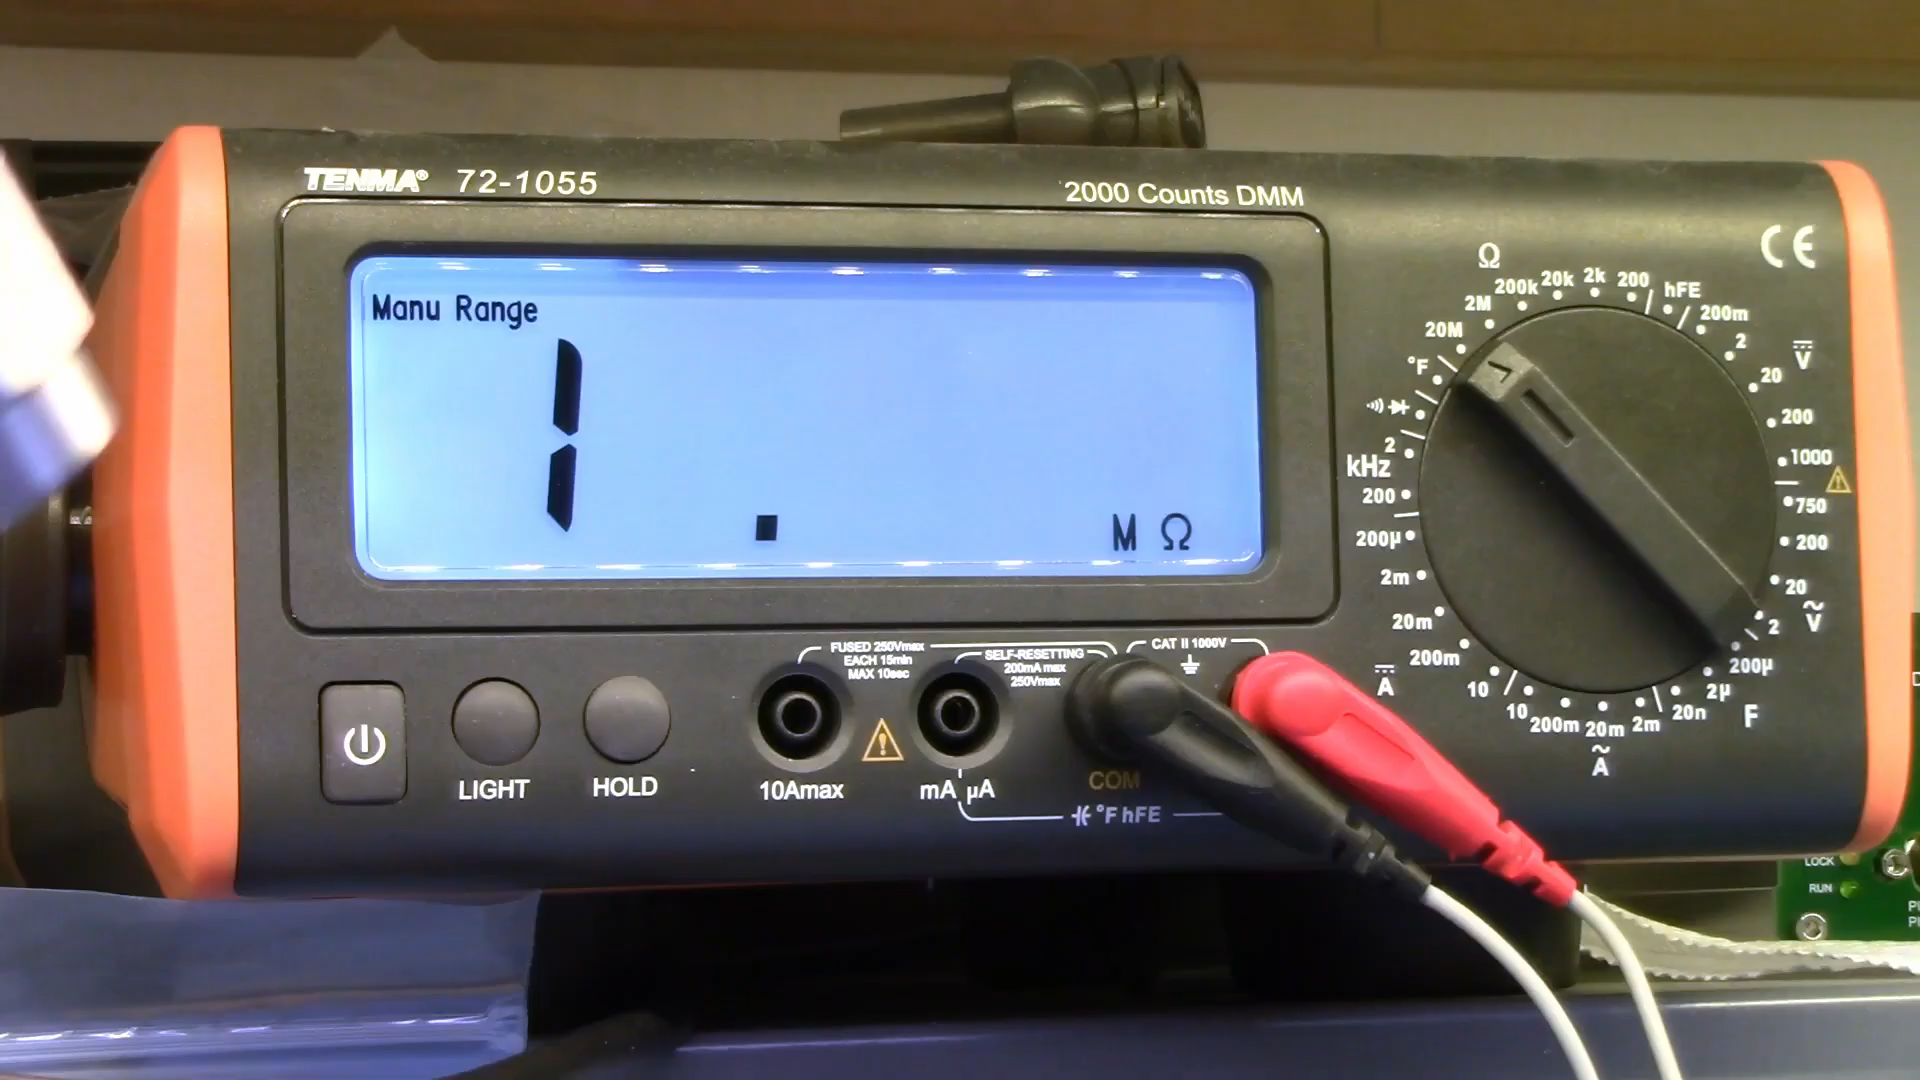 TENMA® 72-1055
2000 Counts DMM
CE
Manu Range
1 .
M Ω
Ω
20M 2M 200k 20k 2k 200
hFE
200m
2
20
200
1000
V
750
200
20
2
V
200µ
2µ
20n
F
2m
20m
200m
10
A
10
200m
20m
2m
200µ
A
200
kHz
2
°F
FUSED 250Vmax
EACH 15min
MAX 10sec
SELF-RESETTING
200mA max
250Vmax
CAT II 1000V
LIGHT
HOLD
10Amax
mA µA
COM
°F hFE
LOCK
RUN